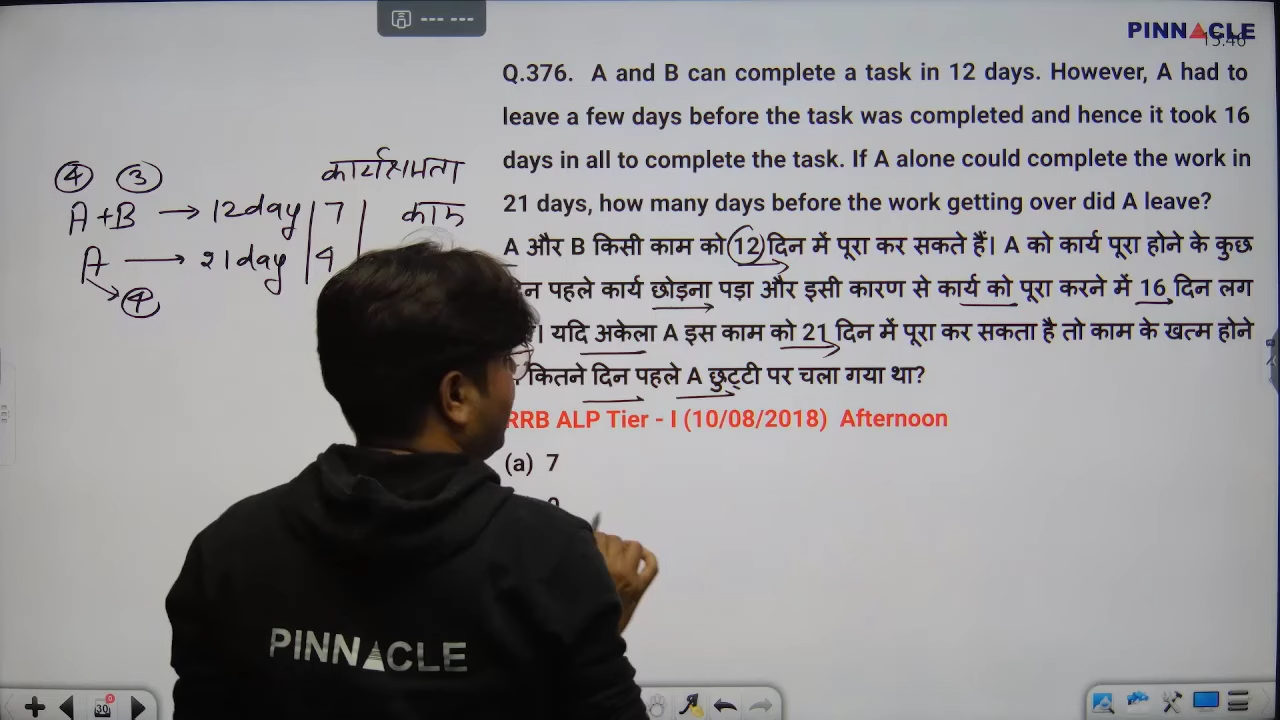 PINNACLE
15:46
Q.376. A and B can complete a task in 12 days. However, A had to
leave a few days before the task was completed and hence it took 16
days in all to complete the task. If A alone could complete the work in
21 days, how many days before the work getting over did A leave?
A और B किसी काम को 12 दिन में पूरा कर सकते हैं। A को कार्य पूरा होने के कुछ
दिन पहले कार्य छोड़ना पड़ा और इसी कारण से कार्य को पूरा करने में 16 दिन लग
। यदि अकेला A इस काम को 21 दिन में पूरा कर सकता है तो काम के खत्म होने
कितने दिन पहले A छुट्टी पर चला गया था?
RRB ALP Tier - I (10/08/2018) Afternoon
(a) 7
4 3 कार्यक्षमता
A+B → 12day 7 काम
A → 21day 4
4
PINNACLE
30